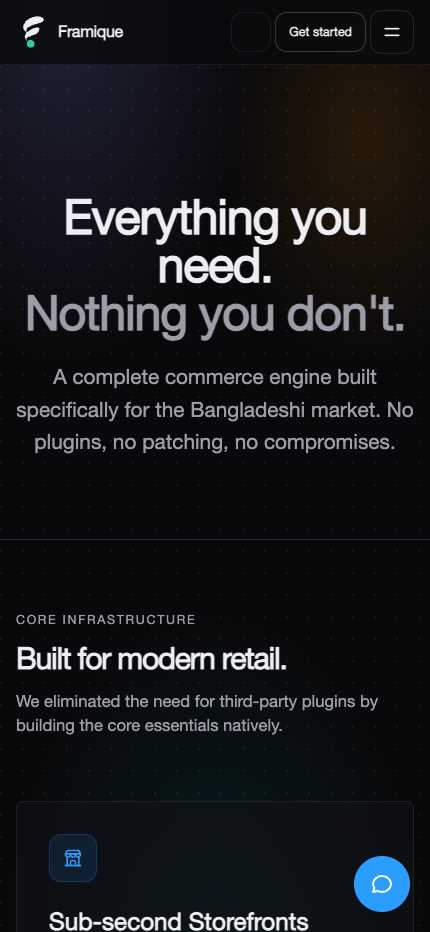 Framique
Get started
Everything you
need.
Nothing you don't.
A complete commerce engine built
specifically for the Bangladeshi market. No
plugins, no patching, no compromises.
CORE INFRASTRUCTURE
Built for modern retail.
We eliminated the need for third-party plugins by
building the core essentials natively.
Sub-second Storefronts